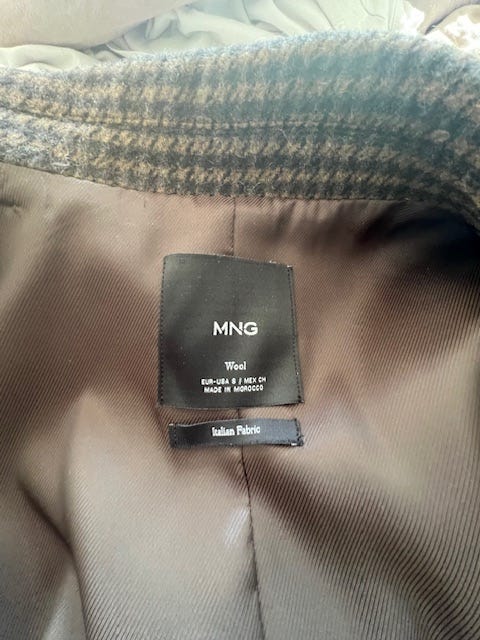 MNG
Wool
EUR-USA S // MEX CH
MADE IN MOROCCO
Italian Fabric